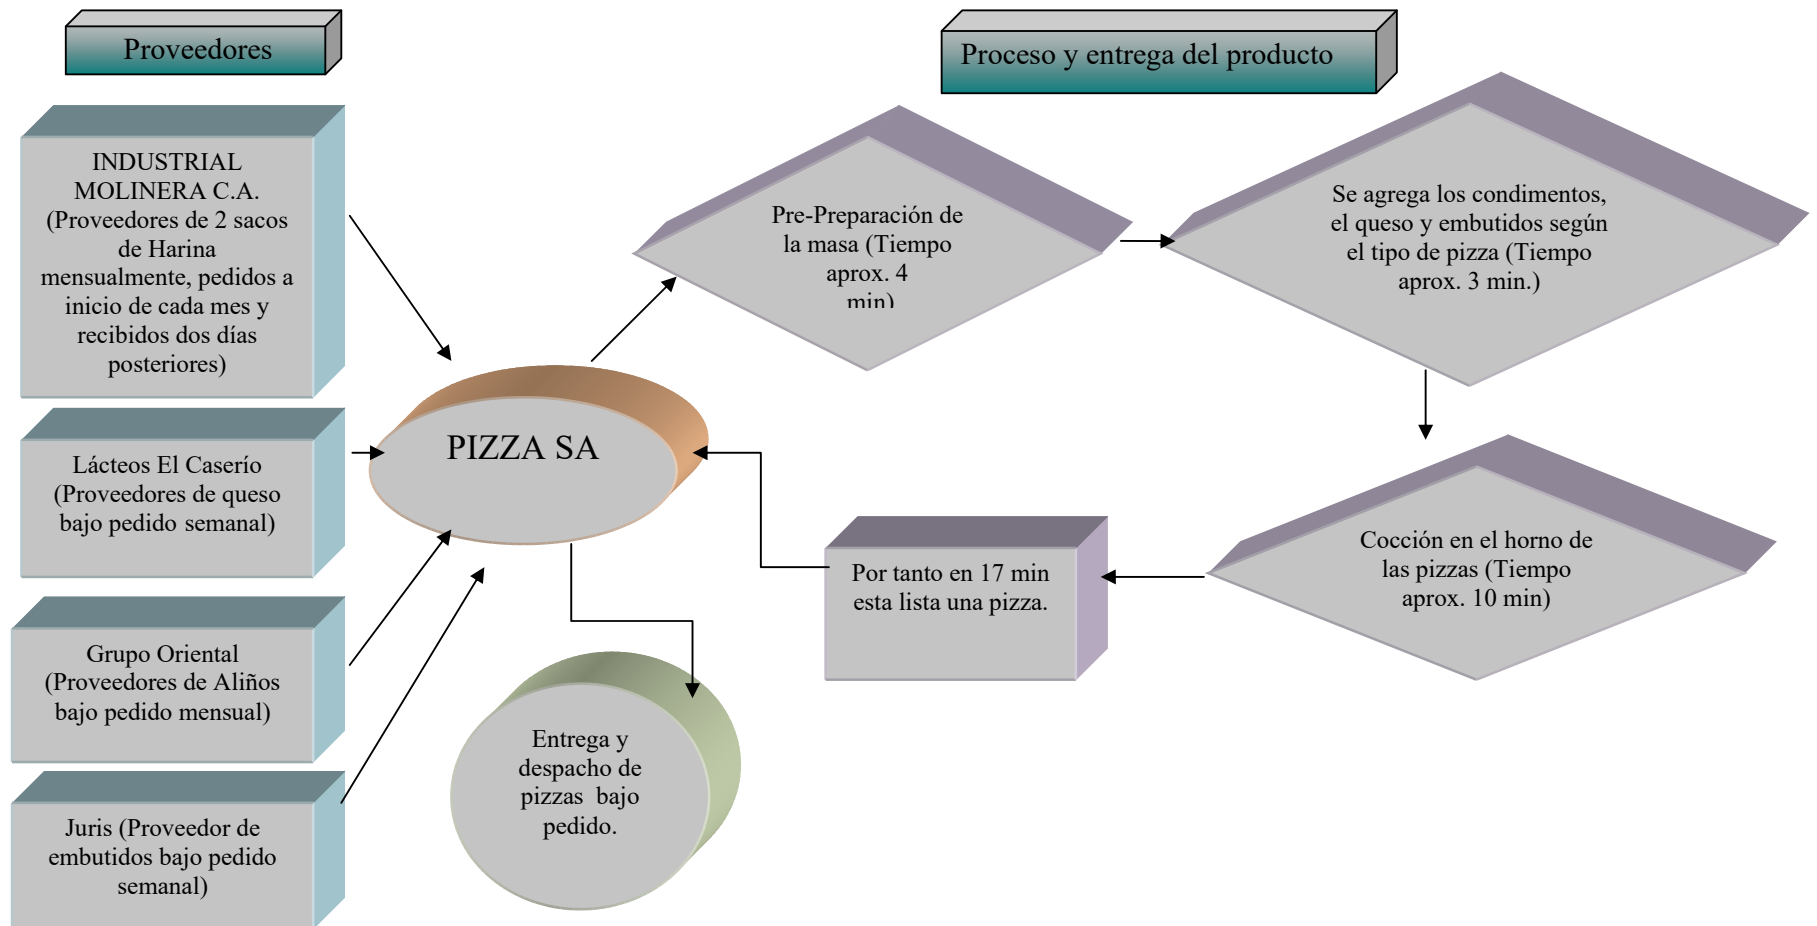 Proveedores
Proceso y entrega del producto
INDUSTRIAL
MOLINERA C.A.
(Proveedores de 2 sacos
de Harina
mensualmente, pedidos a
inicio de cada mes y
recibidos dos días
posteriores)
Lácteos El Caserío
(Proveedores de queso
bajo pedido semanal)
Grupo Oriental
(Proveedores de Aliños
bajo pedido mensual)
Juris (Proveedor de
embutidos bajo pedido
semanal)
PIZZA SA
Pre-Preparación de
la masa (Tiempo
aprox. 4
min)
Se agrega los condimentos,
el queso y embutidos según
el tipo de pizza (Tiempo
aprox. 3 min.)
Cocción en el horno de
las pizzas (Tiempo
aprox. 10 min)
Por tanto en 17 min
esta lista una pizza.
Entrega y
despacho de
pizzas bajo
pedido.